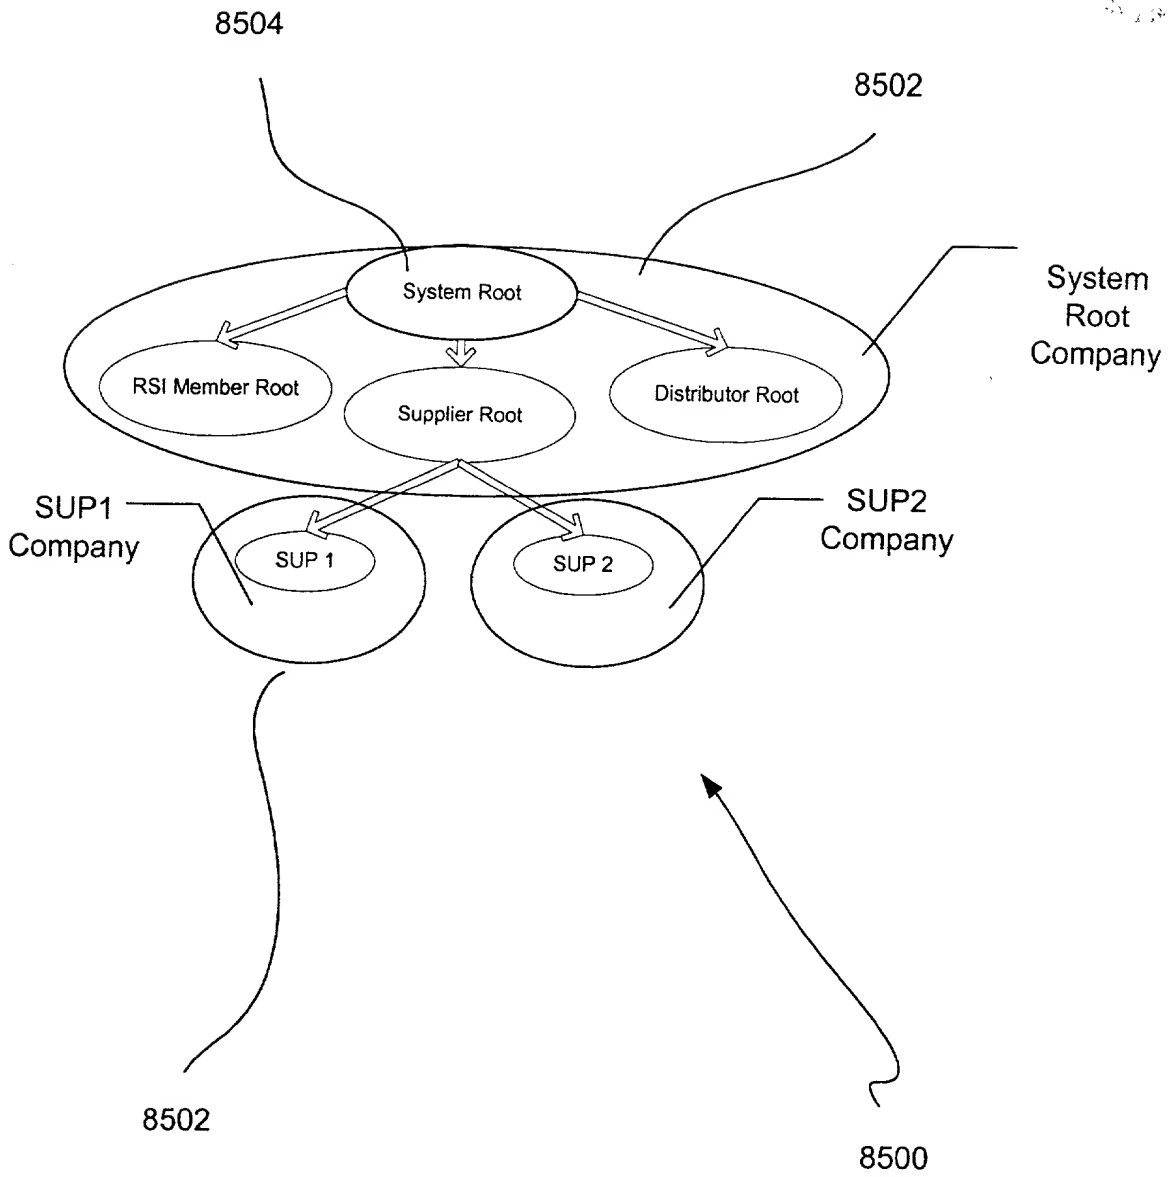 8504
8502
System Root
System
Root
Company
RSI Member Root
Supplier Root
Distributor Root
SUP1
Company
SUP2
Company
SUP 1
SUP 2
8502
8500